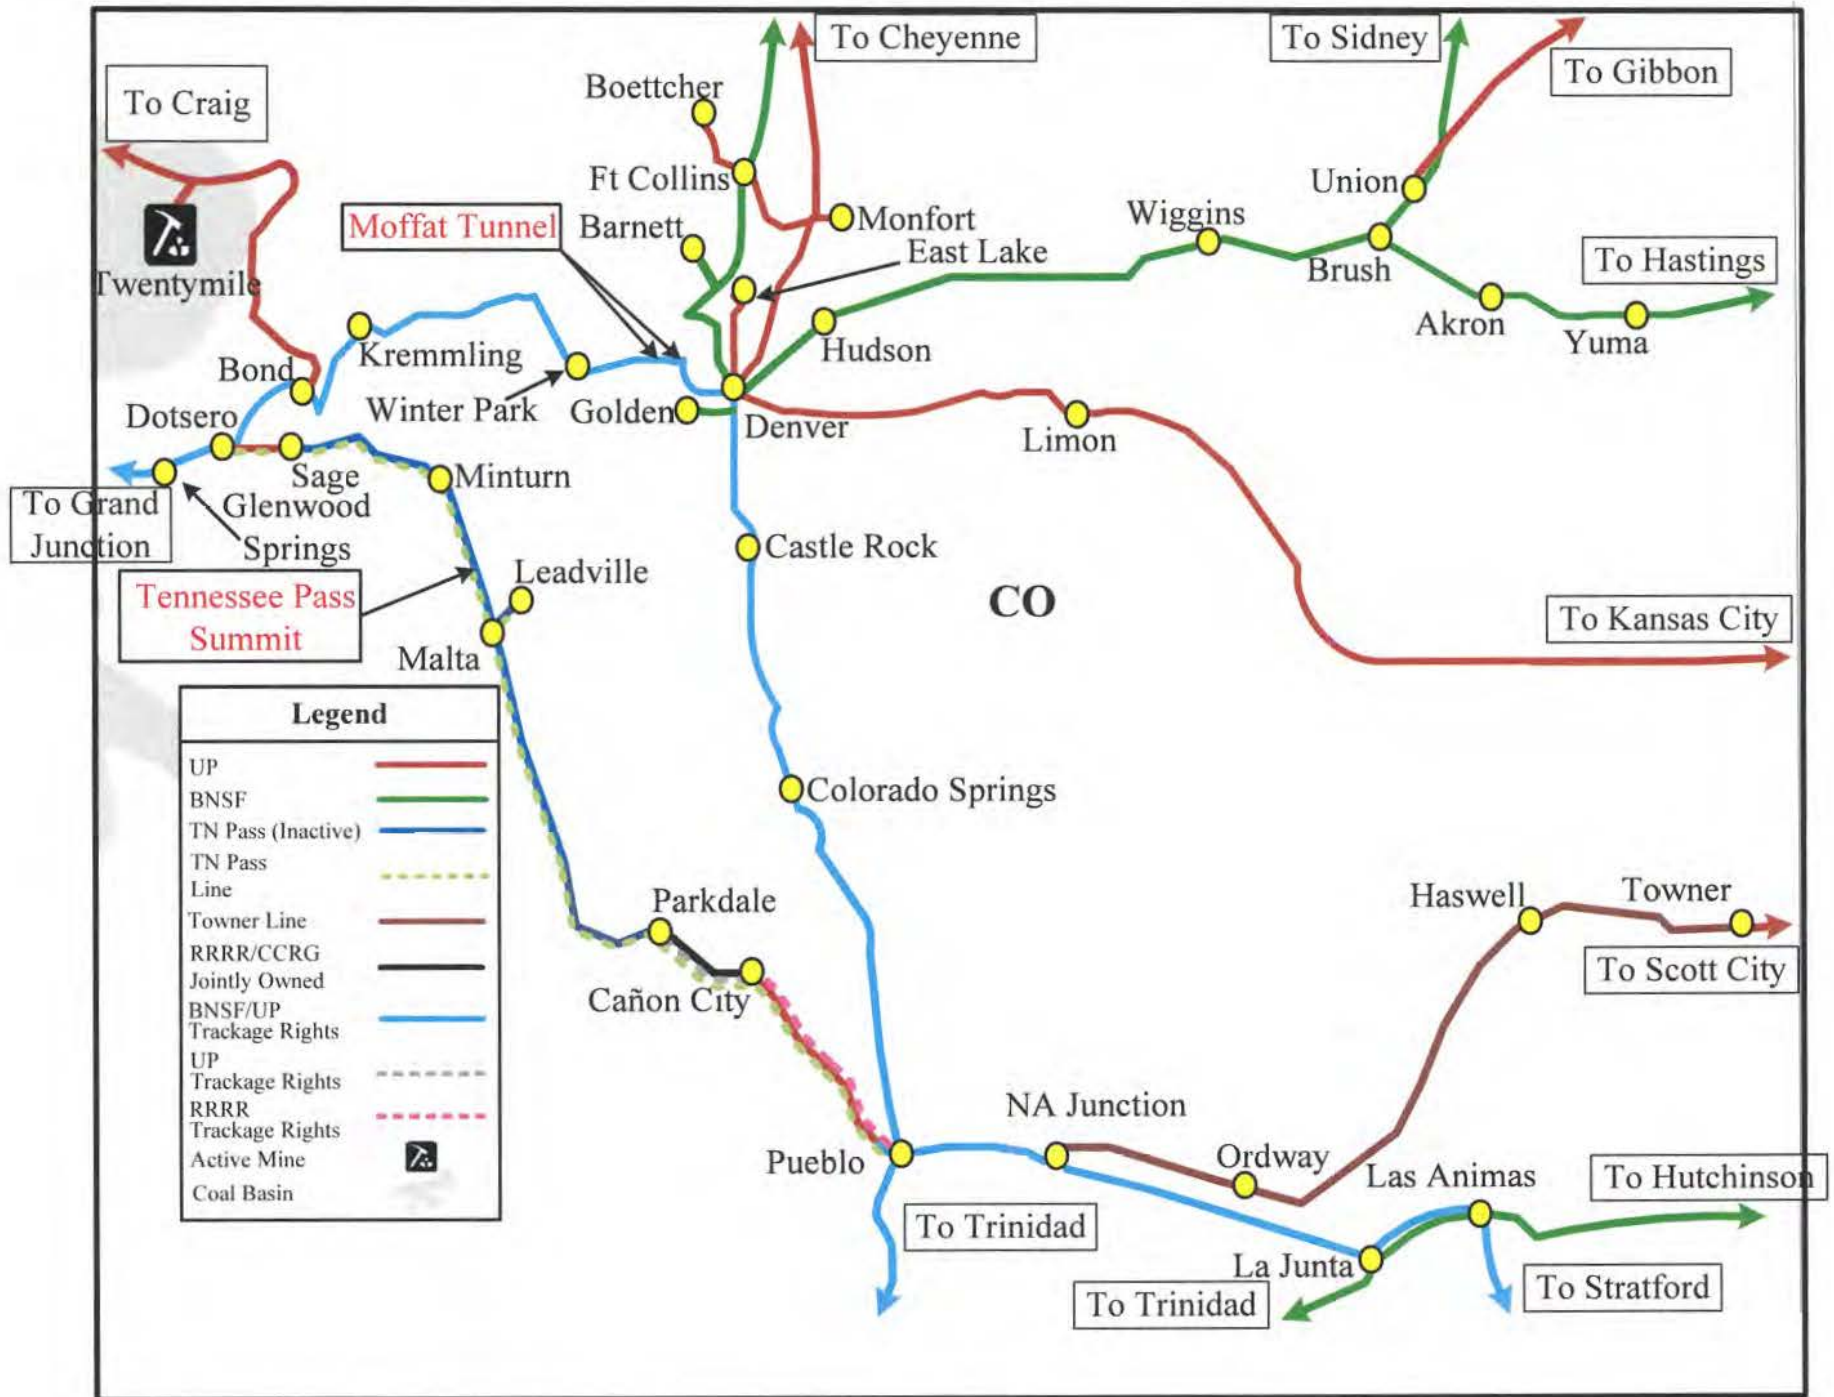 To Cheyenne
To Sidney
To Gibbon
To Craig
Boettcher
Ft Collins
Union
Moffat Tunnel
Barnett
Monfort
Wiggins
East Lake
Brush
To Hastings
Twentymile
Akron
Yuma
Hudson
Kremmling
Bond
Winter Park
Golden
Denver
Limon
Dotsero
Sage
Minturn
To Grand
Junction
Glenwood
Springs
Castle Rock
Leadville
Tennessee Pass
Summit
CO
To Kansas City
Malta
Legend
UP
BNSF
TN Pass (Inactive)
TN Pass
Line
Towner Line
RRRR/CCRG
Jointly Owned
BNSF/UP
Trackage Rights
UP
Trackage Rights
RRRR
Trackage Rights
Active Mine
Coal Basin
Colorado Springs
Parkdale
Cañon City
Haswell
Towner
To Scott City
NA Junction
Pueblo
Ordway
Las Animas
To Hutchinson
To Trinidad
La Junta
To Trinidad
To Stratford